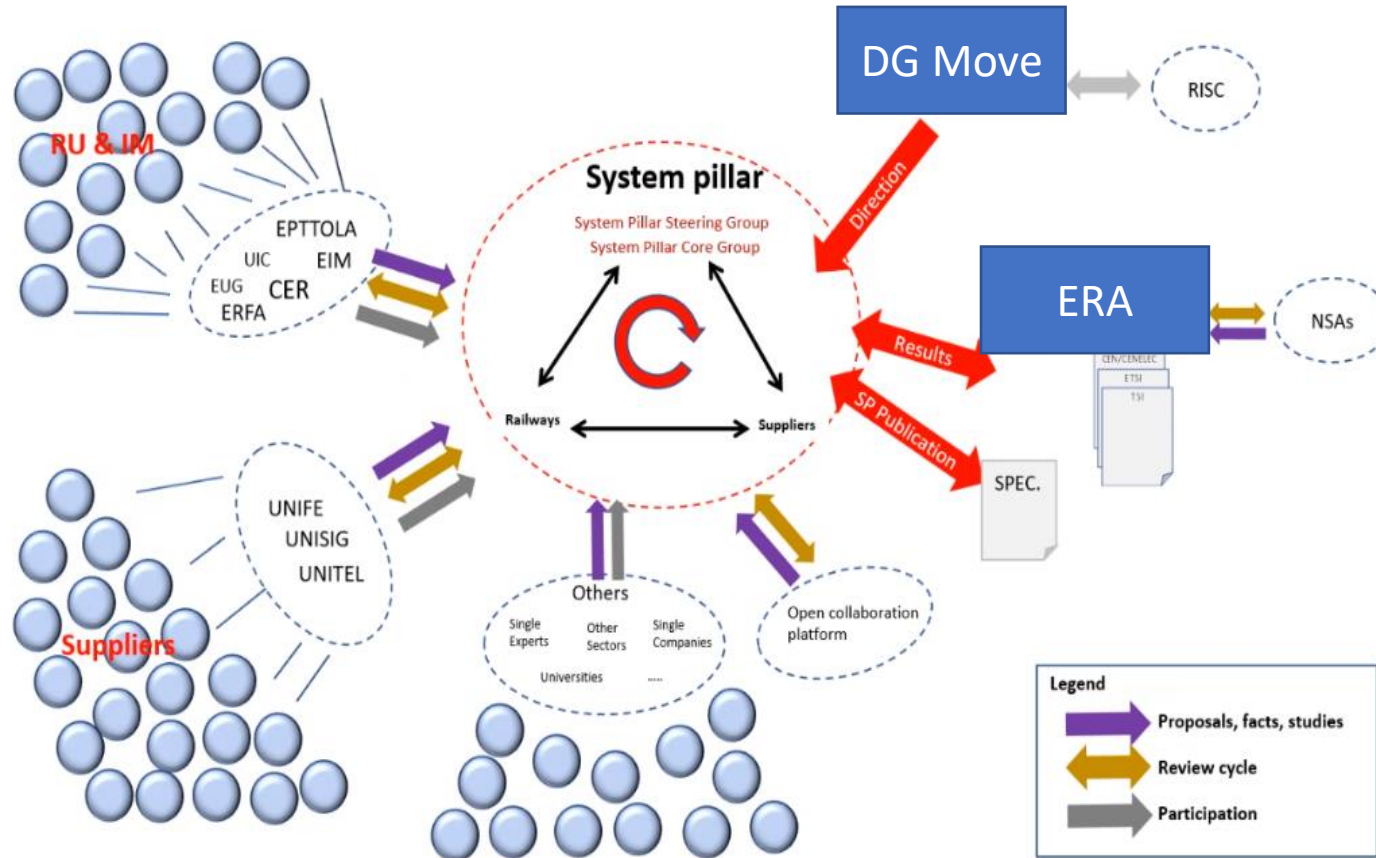 DG Move
RISC
RU & IM
EPTTOLA
UIC EIM
EUG CER
ERFA
System pillar
System Pillar Steering Group
System Pillar Core Group
Railways
Suppliers
Direction
Results
SP Publication
ERA
NSAs
CEN/CENELEC
ETSI
TSI
SPEC.
UNIFE
UNISIG
UNITEL
Suppliers
Others
Single Experts
Other Sectors
Single Companies
Universities
.....
Open collaboration
platform
Legend
Proposals, facts, studies
Review cycle
Participation